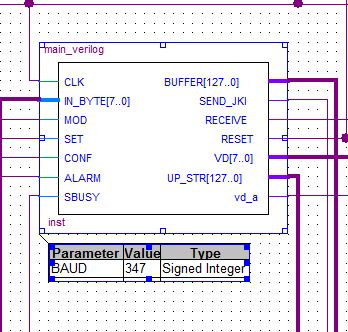 main_verilog
CLK BUFFER[127..0]
IN_BYTE[7..0] SEND_JKI
MOD RECEIVE
SET RESET
CONF VD[7..0]
ALARM UP_STR[127..0]
SBUSY vd_a
inst
Parameter Value Type
BAUD 347 Signed Integer